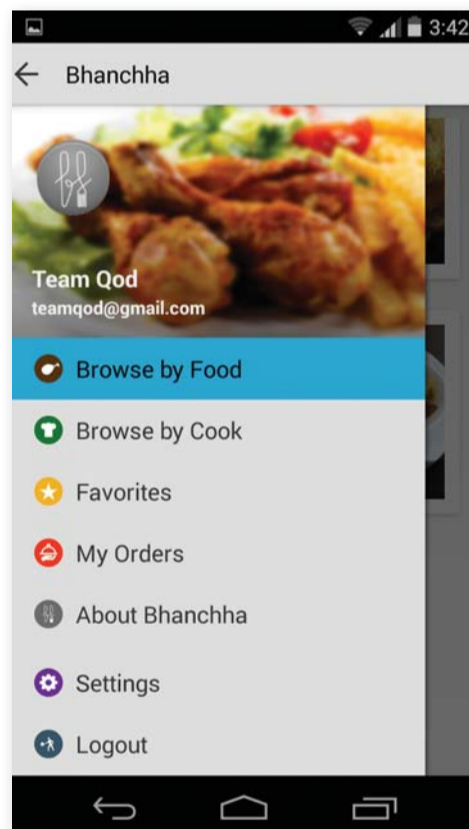 3:42
Bhanchha
Team Qod
teamqod@gmail.com
Browse by Food
Browse by Cook
Favorites
My Orders
About Bhanchha
Settings
Logout